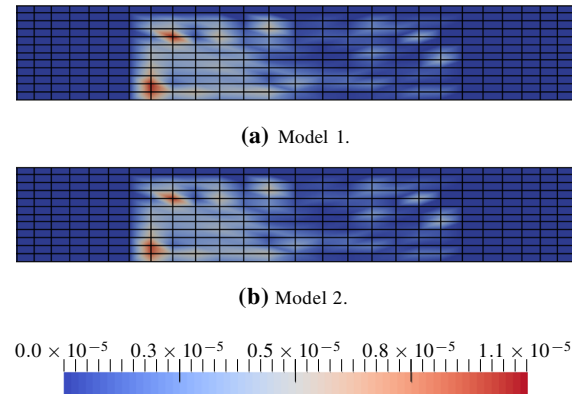 (a) Model 1.
(b) Model 2.
0.0 × 10⁻⁵ 0.3 × 10⁻⁵ 0.5 × 10⁻⁵ 0.8 × 10⁻⁵ 1.1 × 10⁻⁵